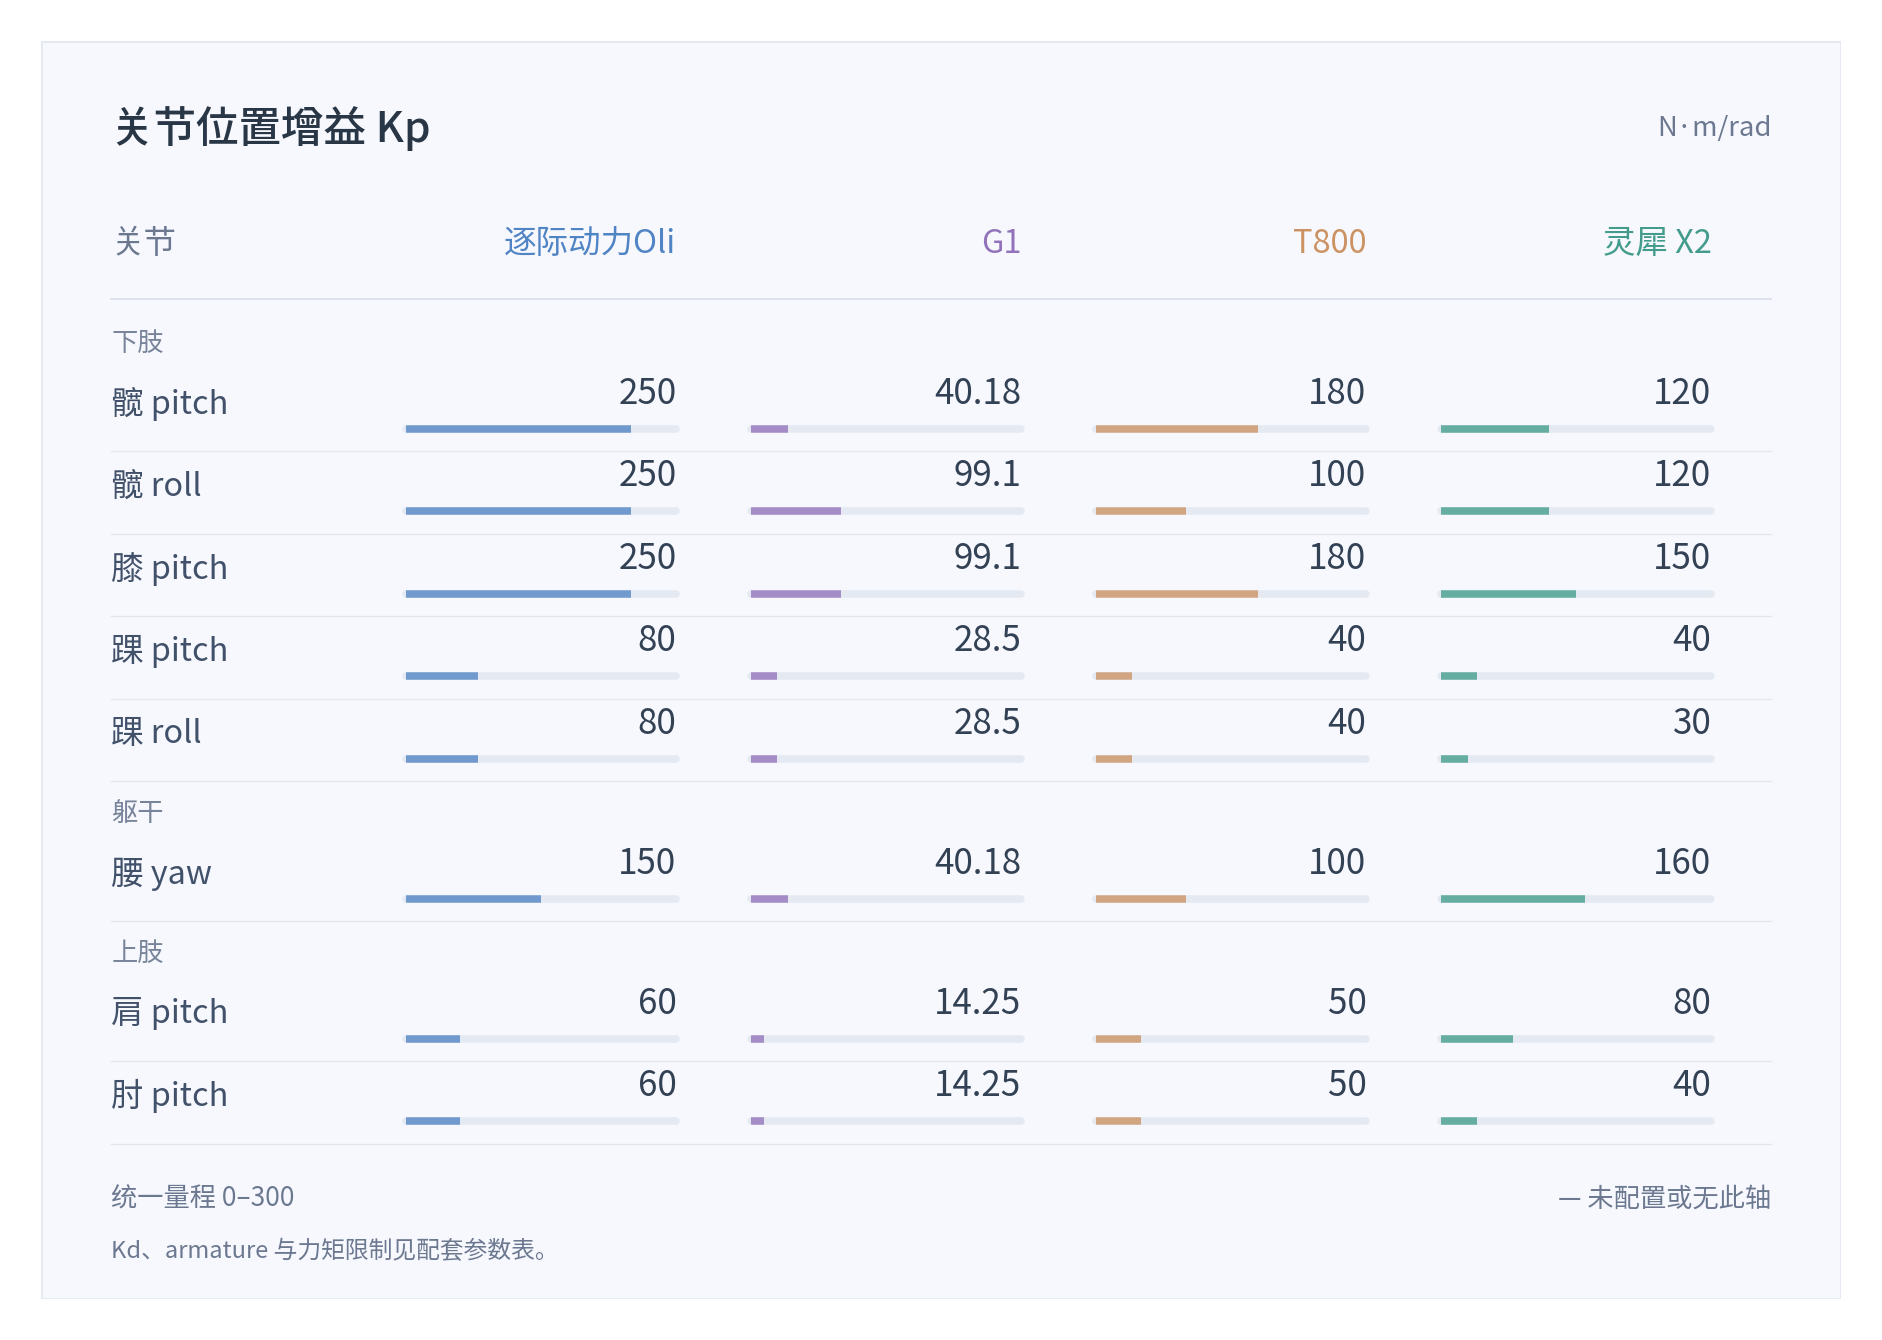 关节位置增益 Kp
N·m/rad
关节 逐际动力Oli G1 T800 灵犀 X2
下肢
髋 pitch 250 40.18 180 120
髋 roll 250 99.1 100 120
膝 pitch 250 99.1 180 150
踝 pitch 80 28.5 40 40
踝 roll 80 28.5 40 30
躯干
腰 yaw 150 40.18 100 160
上肢
肩 pitch 60 14.25 50 80
肘 pitch 60 14.25 50 40
统一量程 0–300
— 未配置或无此轴
Kd、armature 与力矩限制见配套参数表。